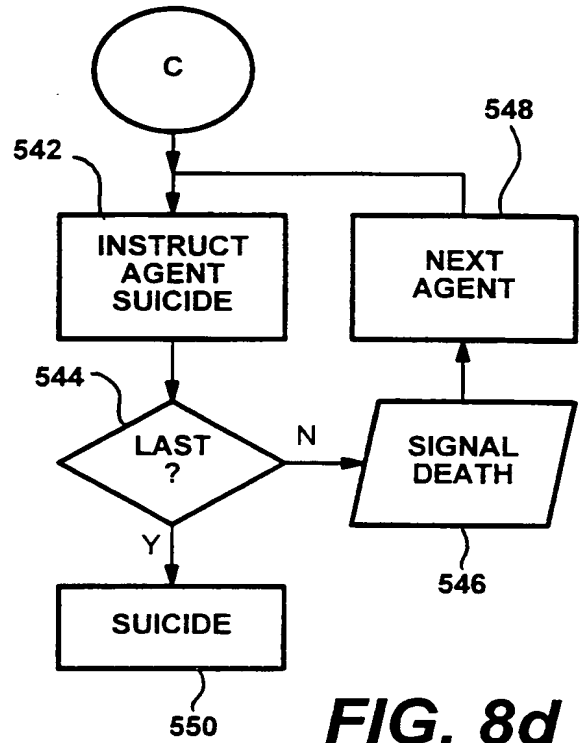 C
542
548
INSTRUCT
AGENT
SUICIDE
NEXT
AGENT
544
LAST
?
N
SIGNAL
DEATH
Y
546
SUICIDE
550
FIG. 8d